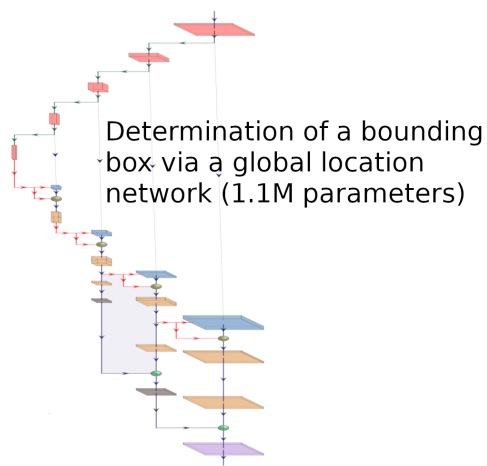 Determination of a bounding
box via a global location
network (1.1M parameters)